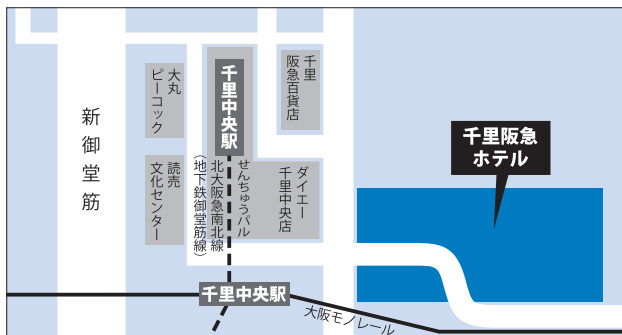 新御堂筋
大丸
ピーコック
読売
文化センター
千里中央駅
北大阪急南北線
（地下鉄御堂筋線）
せんちゅうパル
千里
阪急百貨店
ダイエー
千里中央店
千里阪急
ホテル
千里中央駅
大阪モノレール